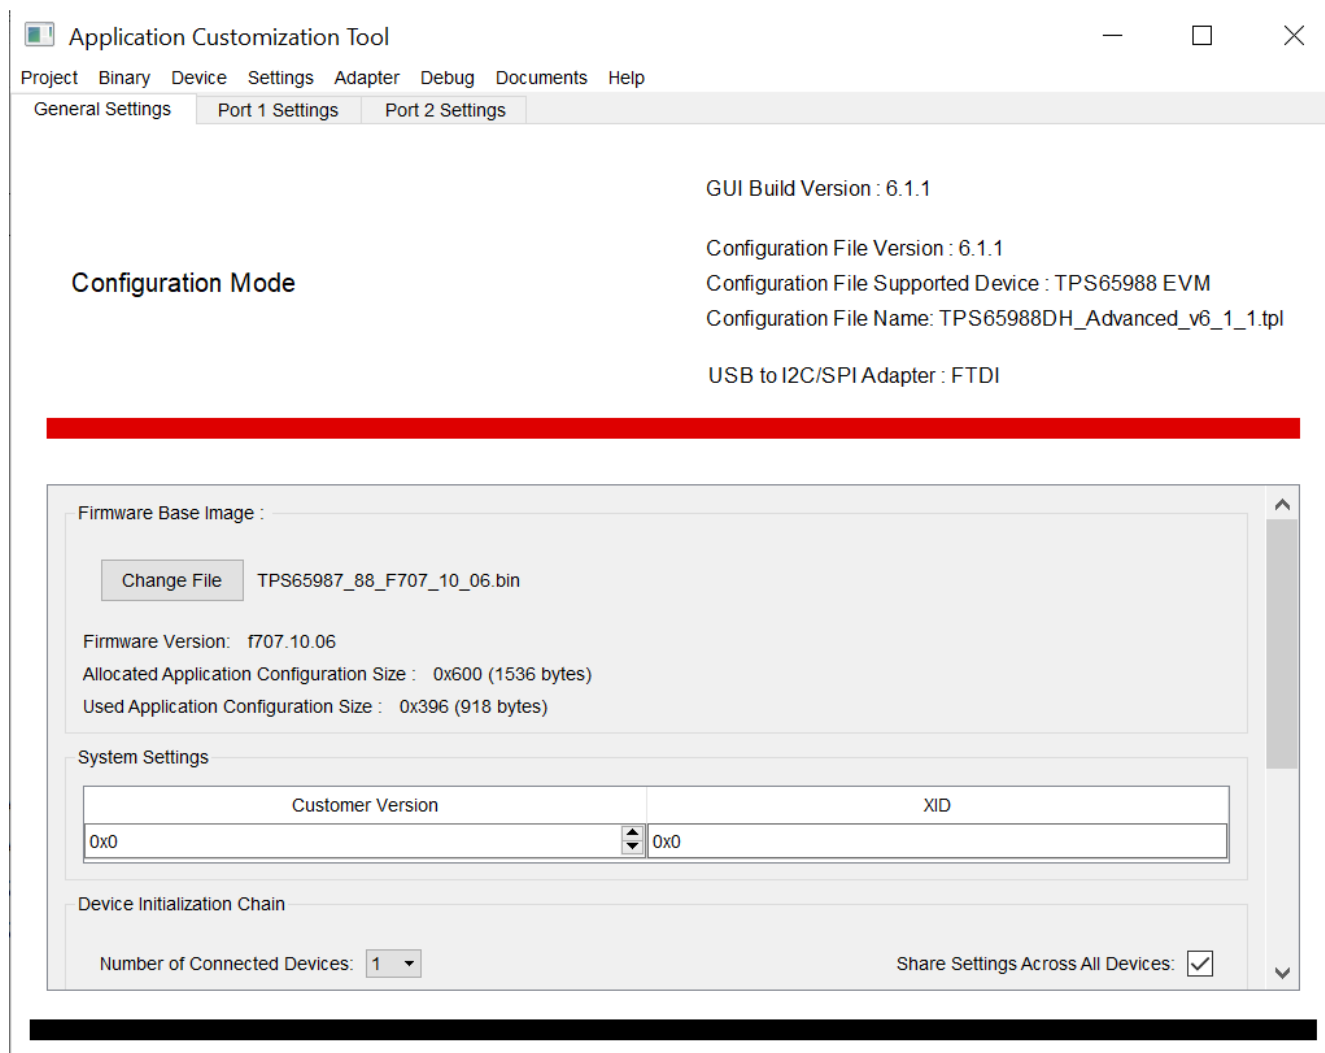 Application Customization Tool
Project Binary Device Settings Adapter Debug Documents Help
General Settings Port 1 Settings Port 2 Settings
GUI Build Version : 6.1.1
Configuration File Version : 6.1.1
Configuration Mode
Configuration File Supported Device : TPS65988 EVM
Configuration File Name: TPS65988DH_Advanced_v6_1_1.tpl
USB to I2C/SPI Adapter : FTDI
Firmware Base Image :
Change File TPS65987_88_F707_10_06.bin
Firmware Version: f707.10.06
Allocated Application Configuration Size : 0x600 (1536 bytes)
Used Application Configuration Size : 0x396 (918 bytes)
System Settings
Customer Version XID
0x0 0x0
Device Initialization Chain
Number of Connected Devices: 1 Share Settings Across All Devices: